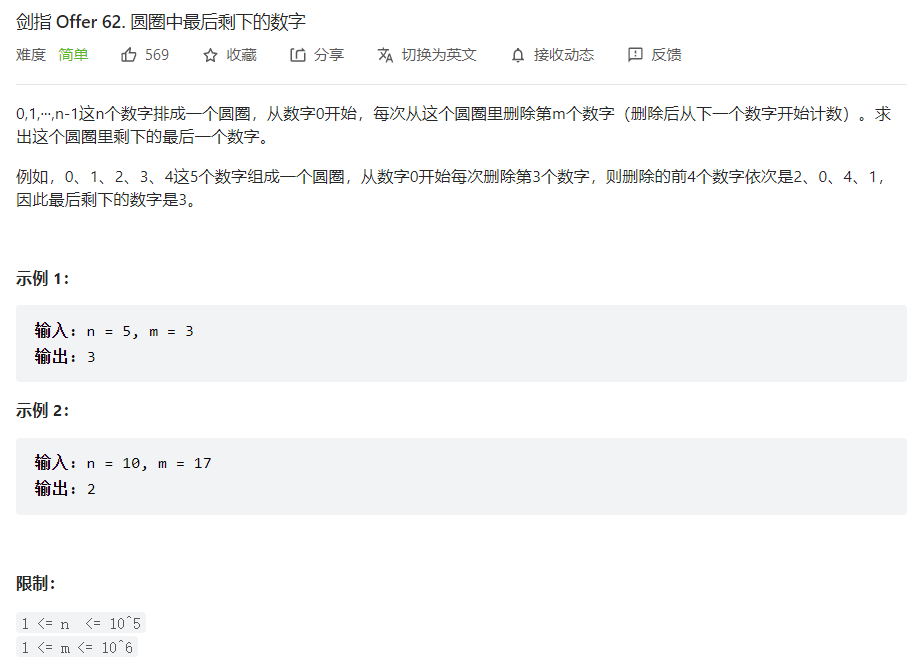 剑指 Offer 62. 圆圈中最后剩下的数字
难度 简单 569 收藏 分享 切换为英文 接收动态 反馈
0,1,···,n-1这n个数字排成一个圆圈，从数字0开始，每次从这个圆圈里删除第m个数字（删除后从下一个数字开始计数）。求
出这个圆圈里剩下的最后一个数字。
例如，0、1、2、3、4这5个数字组成一个圆圈，从数字0开始每次删除第3个数字，则删除的前4个数字依次是2、0、4、1，
因此最后剩下的数字是3。
示例 1：
输入：n = 5, m = 3
输出：3
示例 2：
输入：n = 10, m = 17
输出：2
限制：
1 <= n <= 10^5
1 <= m <= 10^6